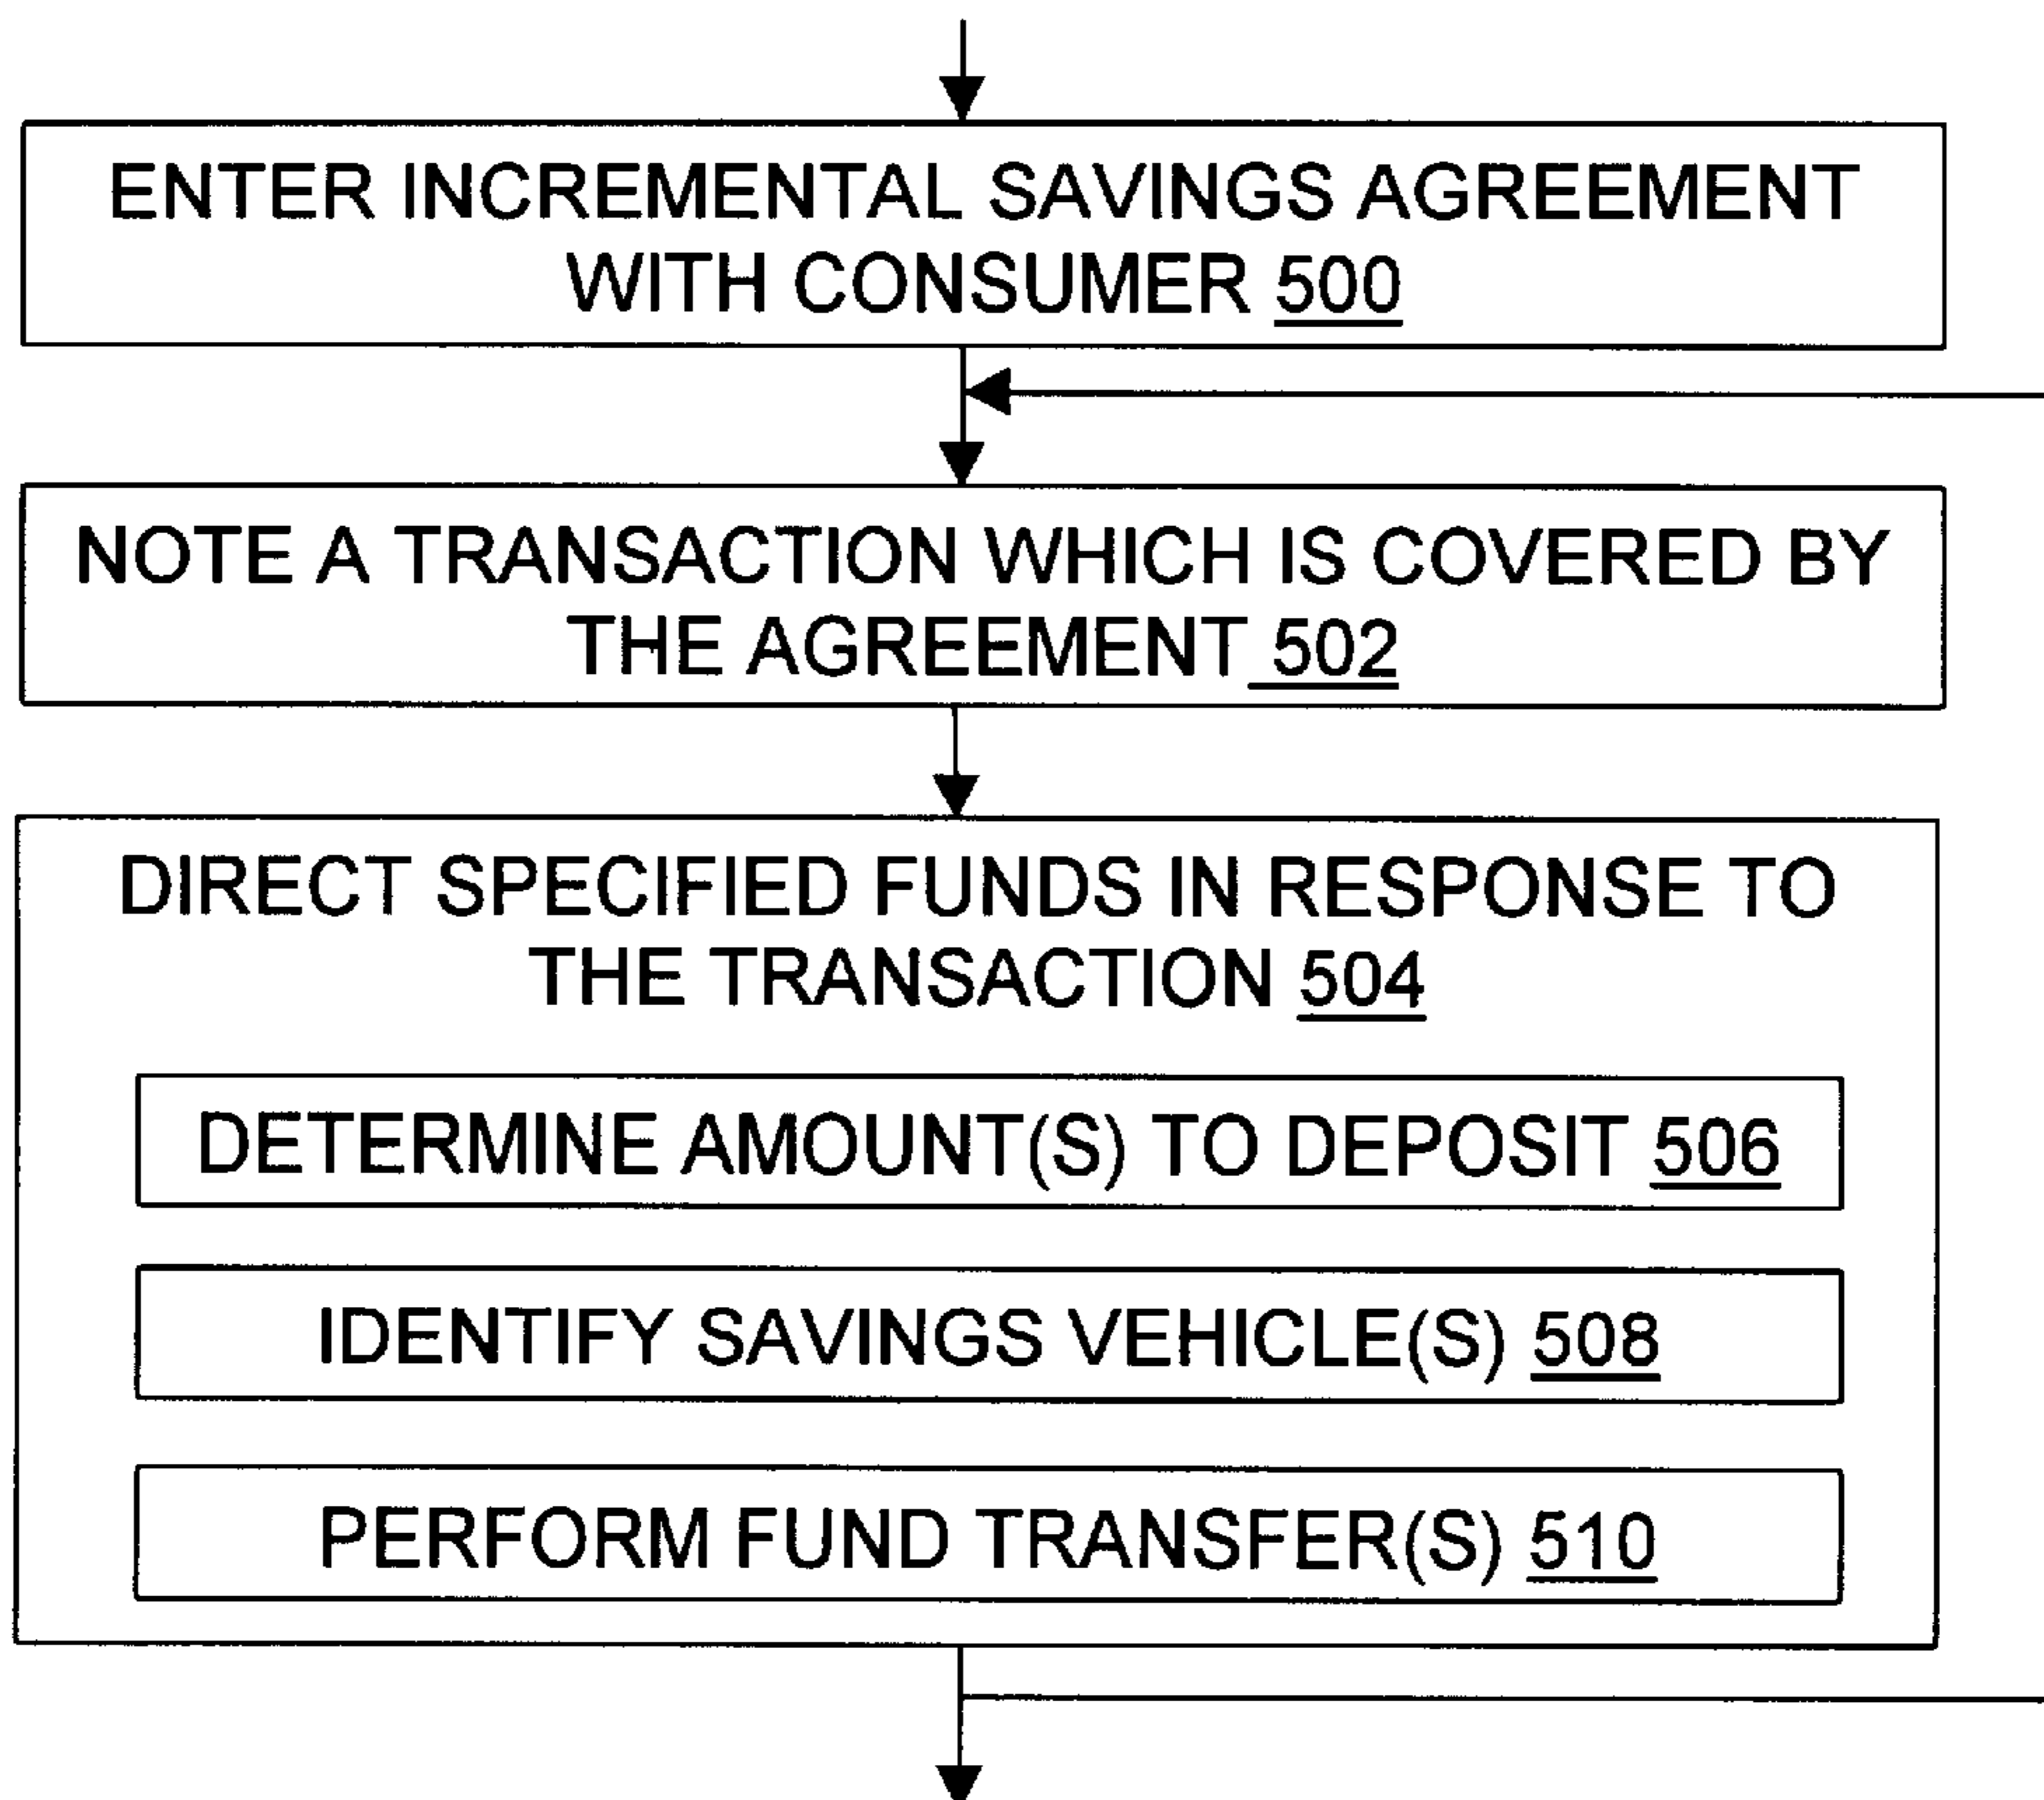 ENTER INCREMENTAL SAVINGS AGREEMENT
WITH CONSUMER 500
NOTE A TRANSACTION WHICH IS COVERED BY
THE AGREEMENT 502
DIRECT SPECIFIED FUNDS IN RESPONSE TO
THE TRANSACTION 504
DETERMINE AMOUNT(S) TO DEPOSIT 506
IDENTIFY SAVINGS VEHICLE(S) 508
PERFORM FUND TRANSFER(S) 510